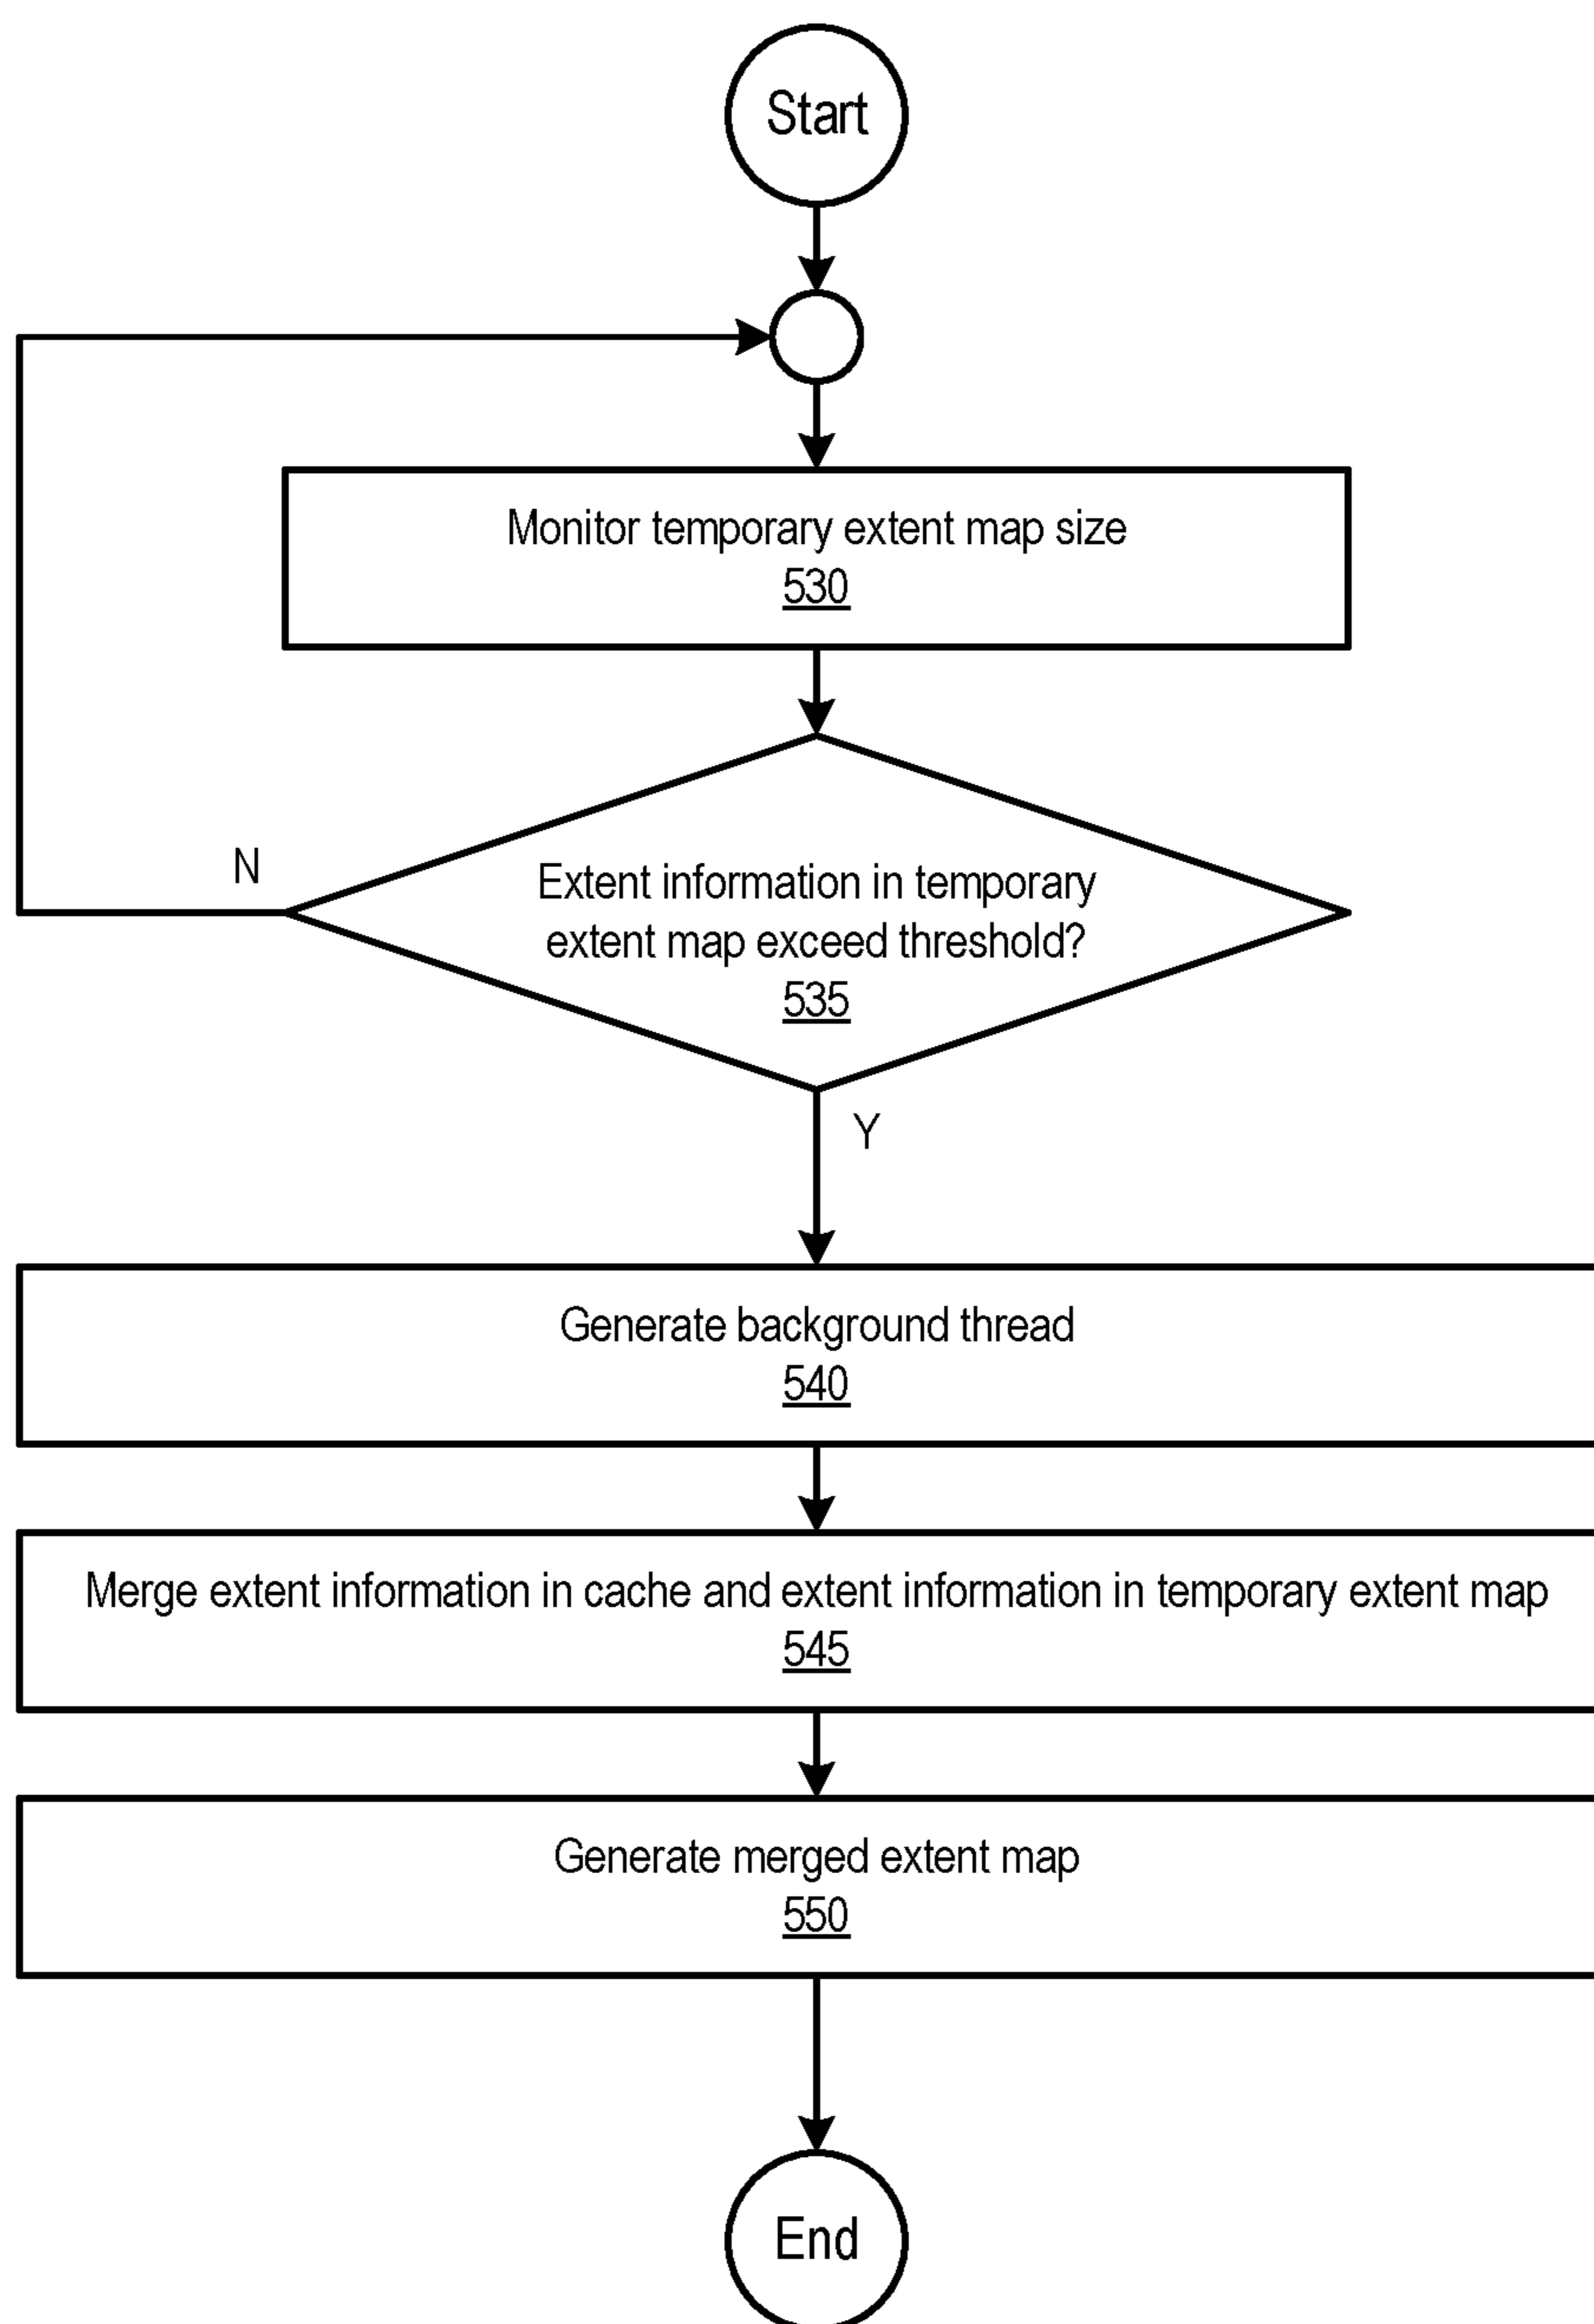 Start
Monitor temporary extent map size
530
N
Extent information in temporary
extent map exceed threshold?
535
Y
Generate background thread
540
Merge extent information in cache and extent information in temporary extent map
545
Generate merged extent map
550
End